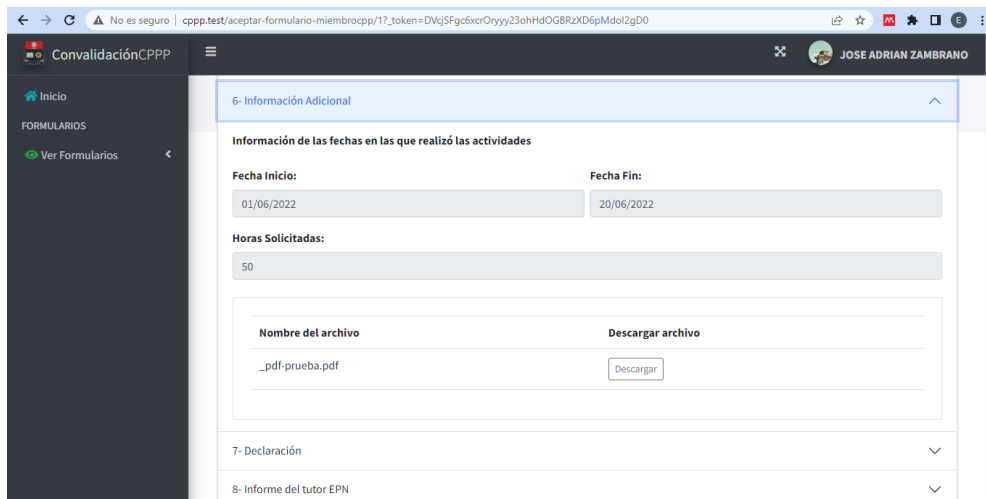 No es seguro | cppp.test/aceptar-formulario-miembrocpp/1?_token=DVcjSFgc6xcrOryyy23ohHdOGBRzXD6pMdol2gD0
E
ConvalidaciónCPPP
JOSE ADRIAN ZAMBRANO
Inicio
FORMULARIOS
Ver Formularios
6- Información Adicional
Información de las fechas en las que realizó las actividades
Fecha Inicio: Fecha Fin:
01/06/2022 20/06/2022
Horas Solicitadas:
50
Nombre del archivo Descargar archivo
_pdf-prueba.pdf Descargar
7- Declaración
8- Informe del tutor EPN